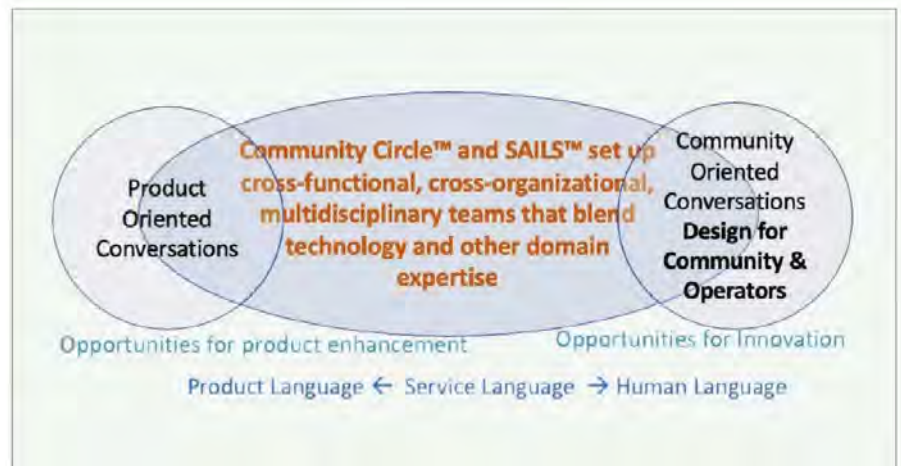 Product
Oriented
Conversations
Community Circle™ and SAILS™ set up
cross-functional, cross-organizational,
multidisciplinary teams that blend
technology and other domain
expertise
Community
Oriented
Conversations
Design for
Community &
Operators
Opportunities for product enhancement
Opportunities for Innovation
Product Language ← Service Language → Human Language